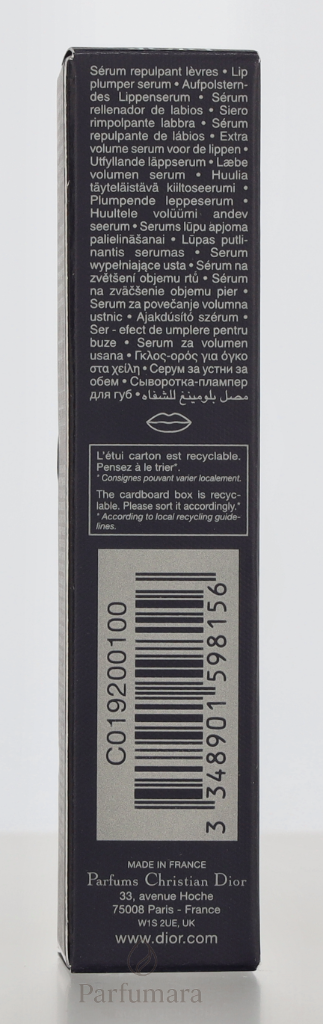 Sérum repulpant lèvres • Lip
plumper serum • Aufpolstern-
des Lippenserum • Sérum
rellenador de labios • Siero
rimpolpante labbra • Sérum
repulpante de lábios • Extra
volume serum voor de lippen •
Utfyllande läppserum • Læbe
volumen serum • Huulia
täyteläistävä kiiltoseerumi •
Plumpende leppeserum •
Huultele volüümi andev
seerum • Serums lūpu apjoma
palielināšanai • Lūpas putli-
nantis serumas • Serum
wypełniające usta • Sérum na
zvětšení objemu rtů • Sérum
na zväčšenie objemu pier •
Serum za povečanje volumna
ustnic • Ajakdúsító szérum •
Ser - efect de umplere pentru
buze • Serum za volumen
usana • Γκλος-ορός για όγκο
στα χείλη • Серум за устни за
обем • Сыворотка-плампер
для губ • مصل بلومينغ للشفاه
L'étui carton est recyclable.
Pensez à le trier*.
* Consignes pouvant varier localement.
The cardboard box is recyc-
lable. Please sort it accordingly.*
* According to local recycling guide-
lines.
C019200100
3 348901 598156
MADE IN FRANCE
Parfums Christian Dior
33, avenue Hoche
75008 Paris - France
W1S 2UE, UK
www.dior.com
Parfumara